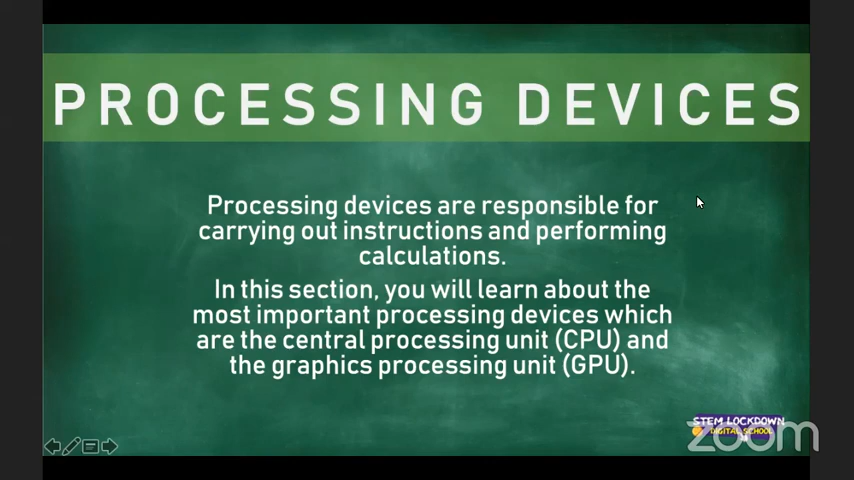 PROCESSING DEVICES
Processing devices are responsible for
carrying out instructions and performing
calculations.
In this section, you will learn about the
most important processing devices which
are the central processing unit (CPU) and
the graphics processing unit (GPU).
STEM LOCKDOWN
DIGITAL SCHOOL
zoom